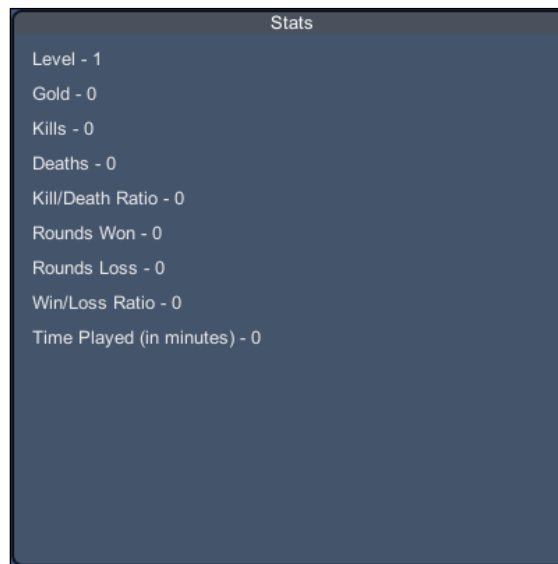 Stats
Level - 1
Gold - 0
Kills - 0
Deaths - 0
Kill/Death Ratio - 0
Rounds Won - 0
Rounds Loss - 0
Win/Loss Ratio - 0
Time Played (in minutes) - 0